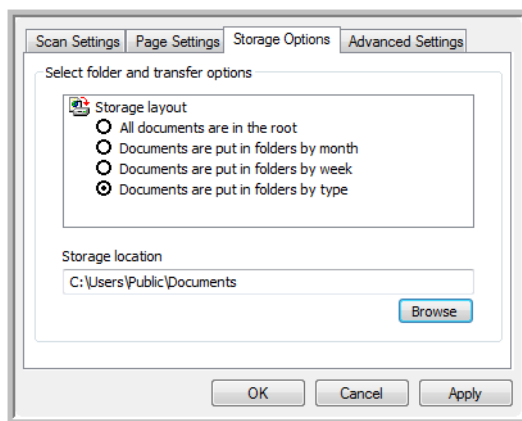 Scan Settings Page Settings Storage Options Advanced Settings
Select folder and transfer options
Storage layout
All documents are in the root
Documents are put in folders by month
Documents are put in folders by week
Documents are put in folders by type
Storage location
C:\Users\Public\Documents
Browse
OK Cancel Apply